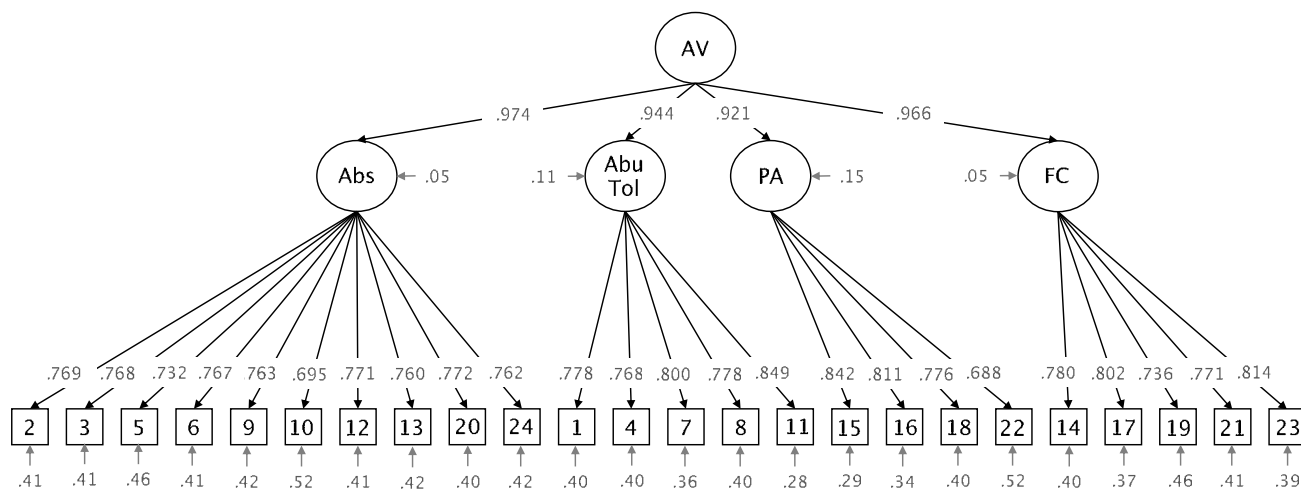 AV
.974 .944 .921 .966
Abs .05 .11 Abu Tol PA .15 .05 FC
.769 .768 .732 .767 .763 .695 .771 .760 .772 .762 .778 .768 .800 .778 .849 .842 .811 .776 .688 .780 .802 .736 .771 .814
2 3 5 6 9 10 12 13 20 24 1 4 7 8 11 15 16 18 22 14 17 19 21 23
.41 .41 .46 .41 .42 .52 .41 .42 .40 .42 .40 .40 .36 .40 .28 .29 .34 .40 .52 .40 .37 .46 .41 .39